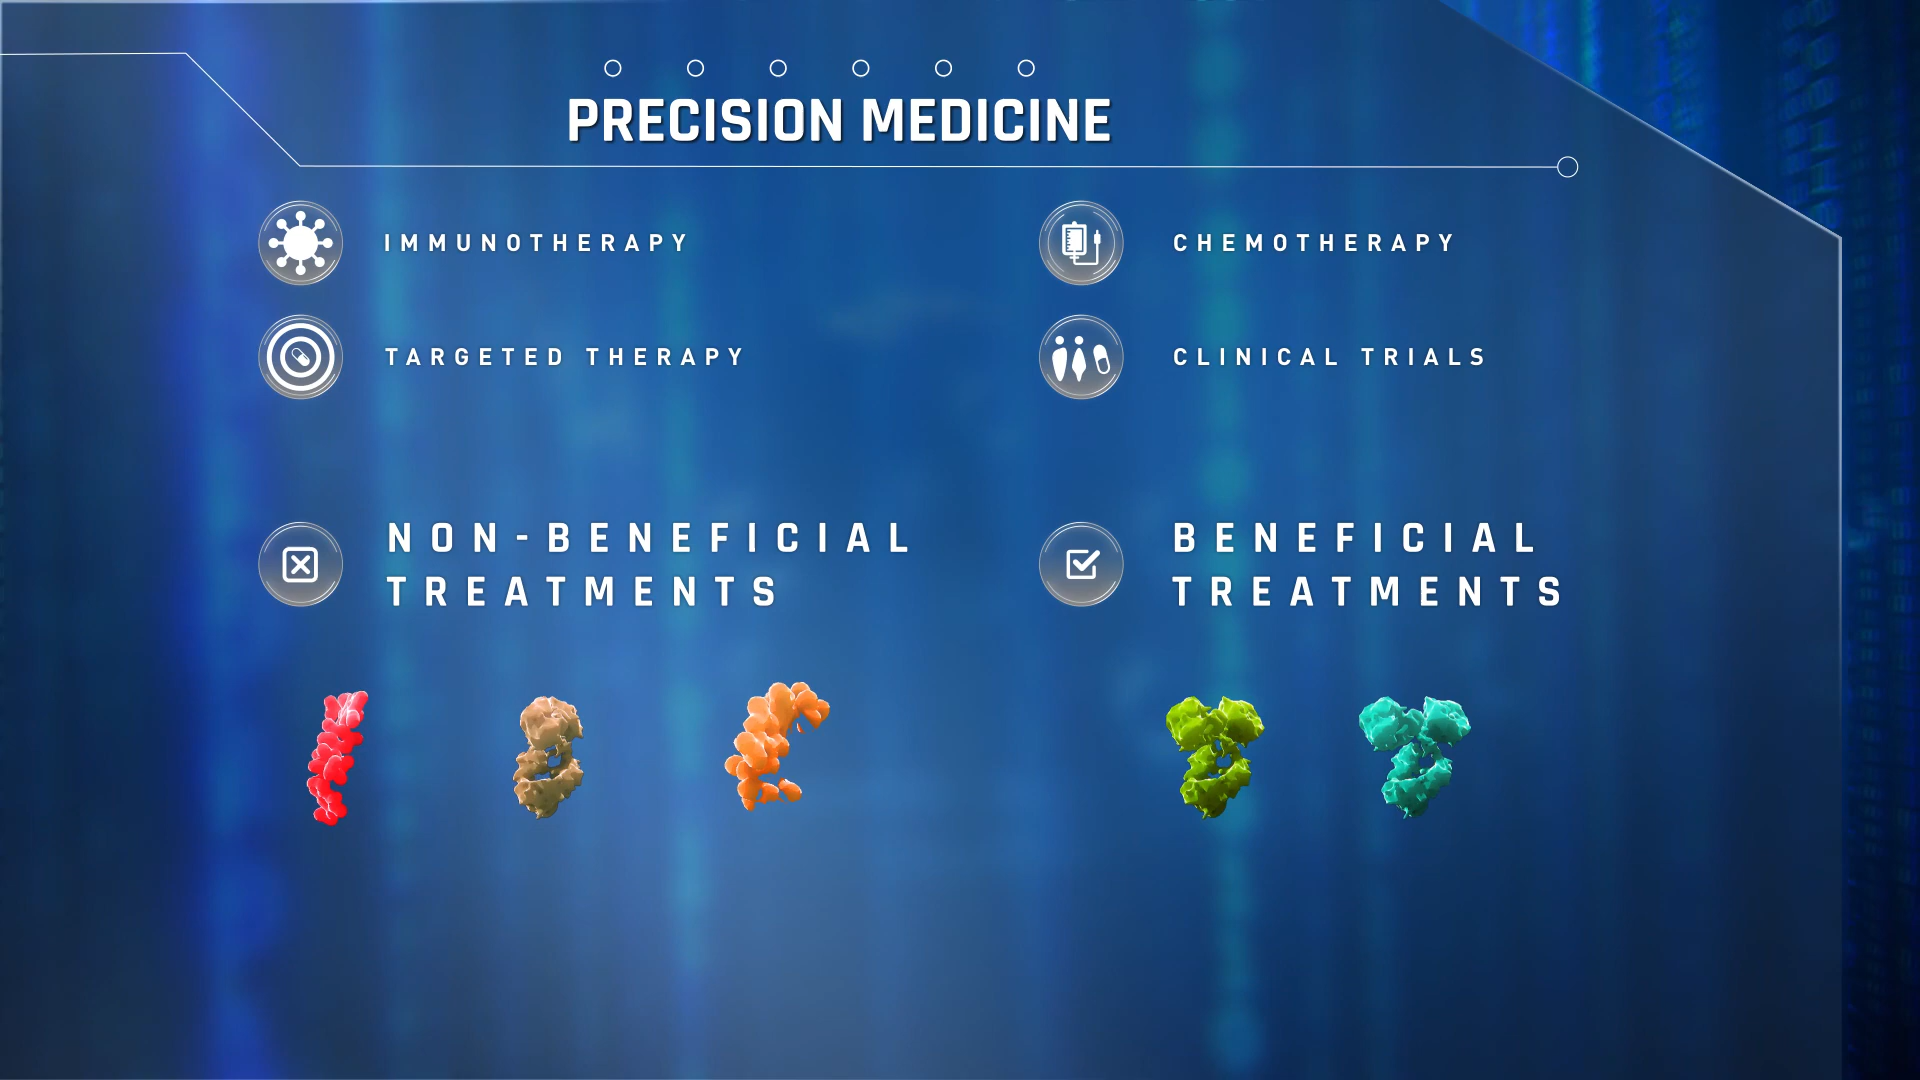 PRECISION MEDICINE
IMMUNOTHERAPY
CHEMOTHERAPY
TARGETED THERAPY
CLINICAL TRIALS
NON-BENEFICIAL
TREATMENTS
BENEFICIAL
TREATMENTS